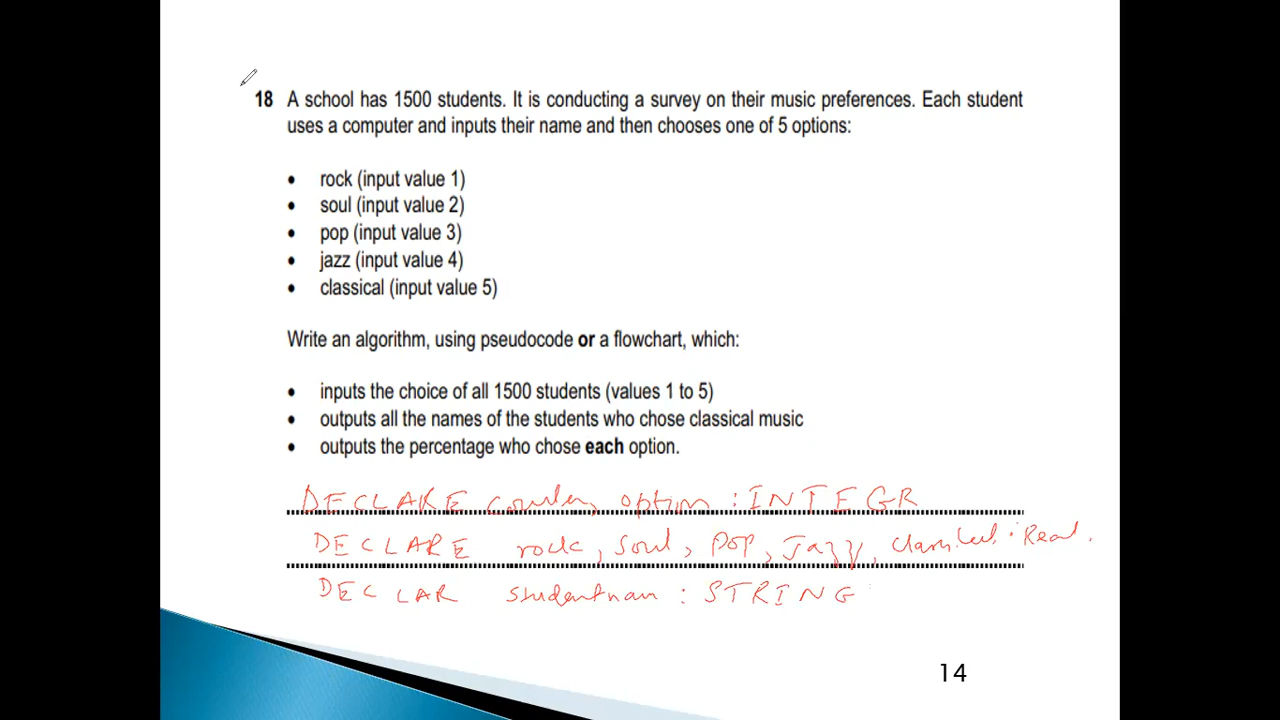 18 A school has 1500 students. It is conducting a survey on their music preferences. Each student
uses a computer and inputs their name and then chooses one of 5 options:
• rock (input value 1)
• soul (input value 2)
• pop (input value 3)
• jazz (input value 4)
• classical (input value 5)
Write an algorithm, using pseudocode or a flowchart, which:
• inputs the choice of all 1500 students (values 1 to 5)
• outputs all the names of the students who chose classical music
• outputs the percentage who chose each option.
DECLARE counter, option : INTEGR
DECLARE rock, soul, pop, Jazz, : Real.
DECLAR studentnam : STRING
14